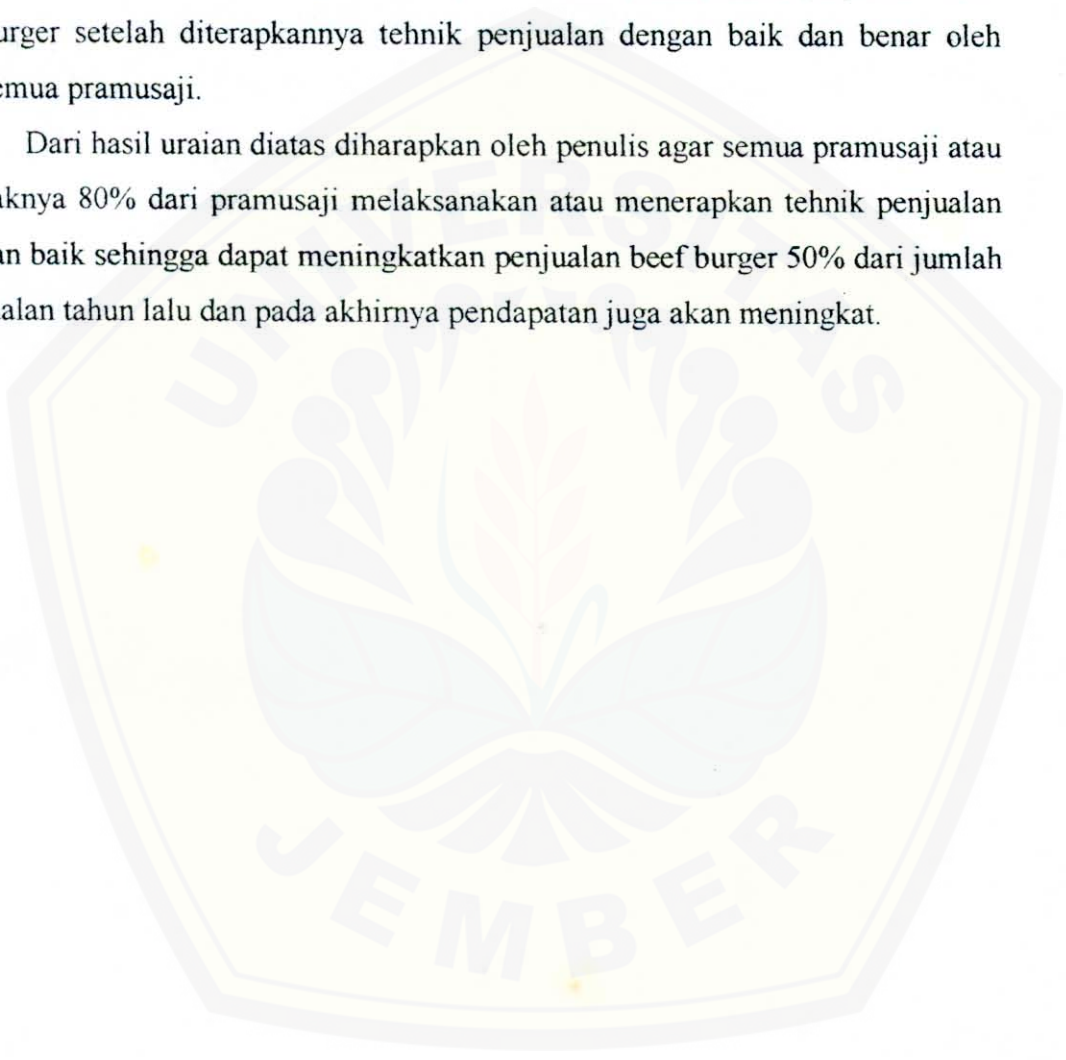 urger setelah diterapkannya tehnik penjualan dengan baik dan benar oleh
emua pramusaji.
Dari hasil uraian diatas diharapkan oleh penulis agar semua pramusaji atau
aknya 80% dari pramusaji melaksanakan atau menerapkan tehnik penjualan
an baik sehingga dapat meningkatkan penjualan beef burger 50% dari jumlah
alan tahun lalu dan pada akhirnya pendapatan juga akan meningkat.
UNIVERSITAS
JEMBER